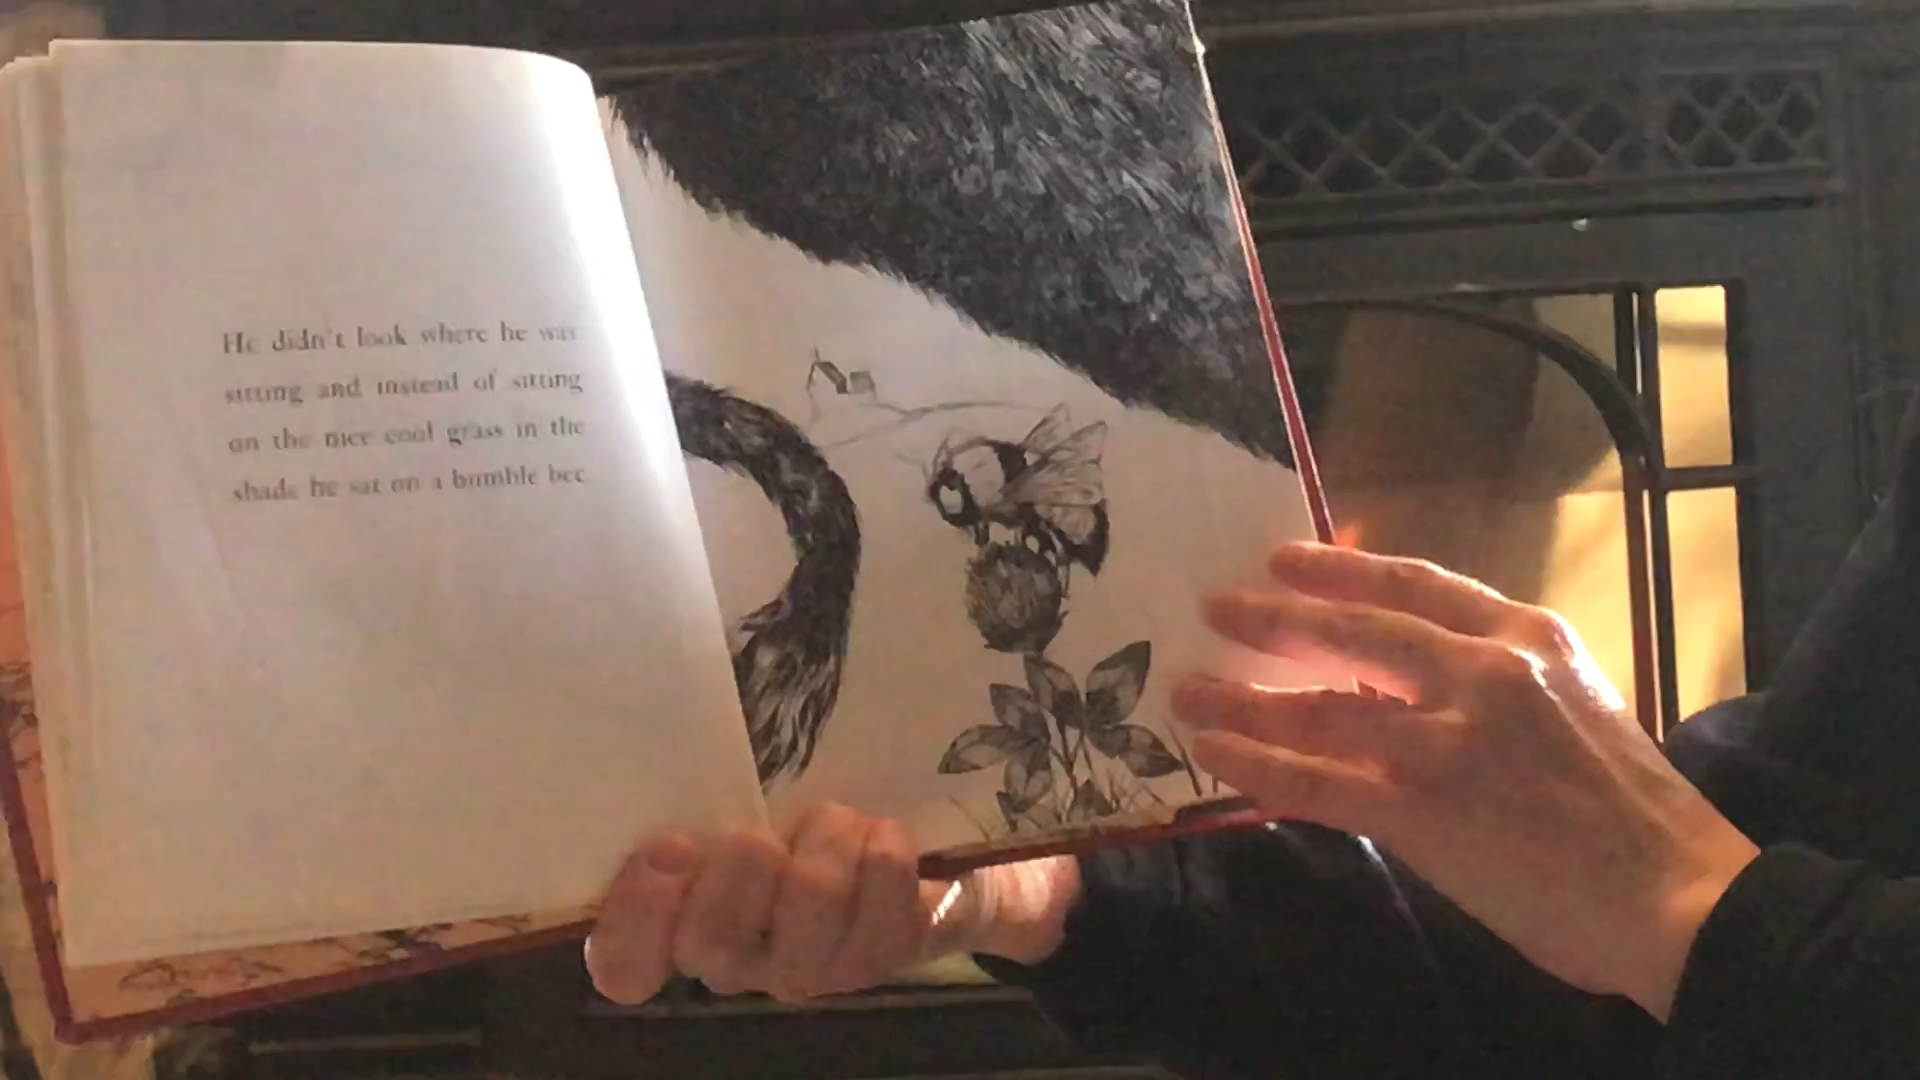 He didn't look where he was
sitting and instead of sitting
on the nice cool grass in the
shade he sat on a bumble bee.